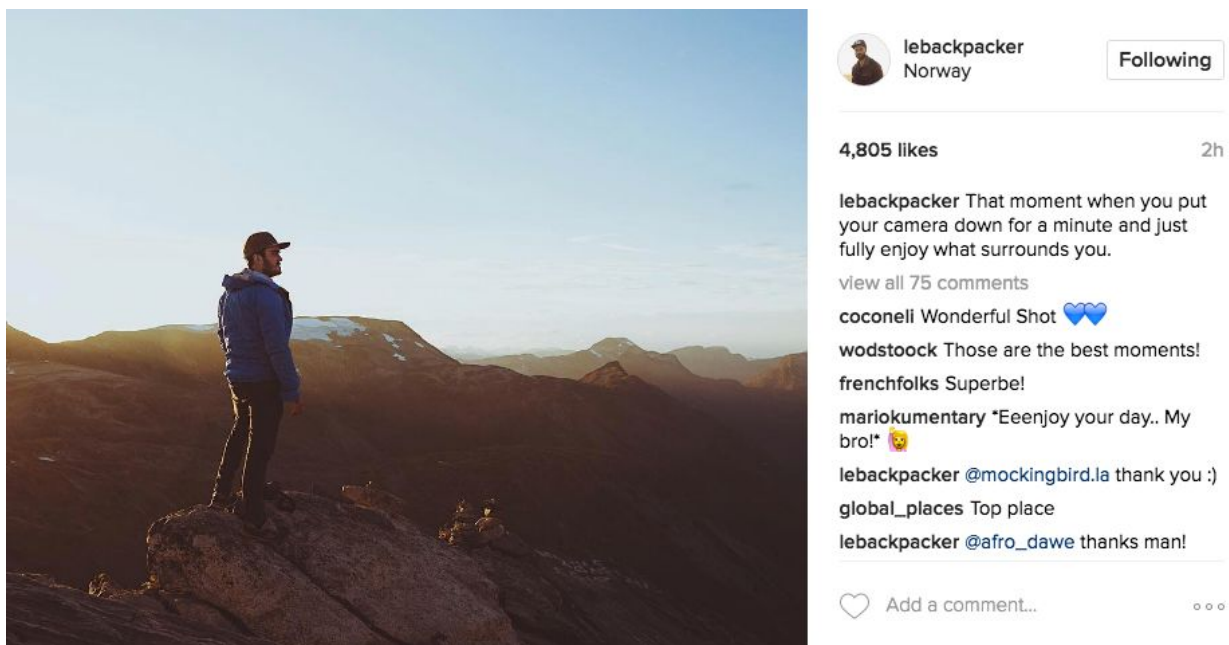 lebackpacker
Norway
Following
4,805 likes
2h
lebackpacker That moment when you put
your camera down for a minute and just
fully enjoy what surrounds you.
view all 75 comments
coconeli Wonderful Shot 💙💙
wodstoock Those are the best moments!
frenchfolks Superbe!
mariokumentary *Eeenjoy your day.. My
bro!* 🙋
lebackpacker @mockingbird.la thank you :)
global_places Top place
lebackpacker @afro_dawe thanks man!
Add a comment...